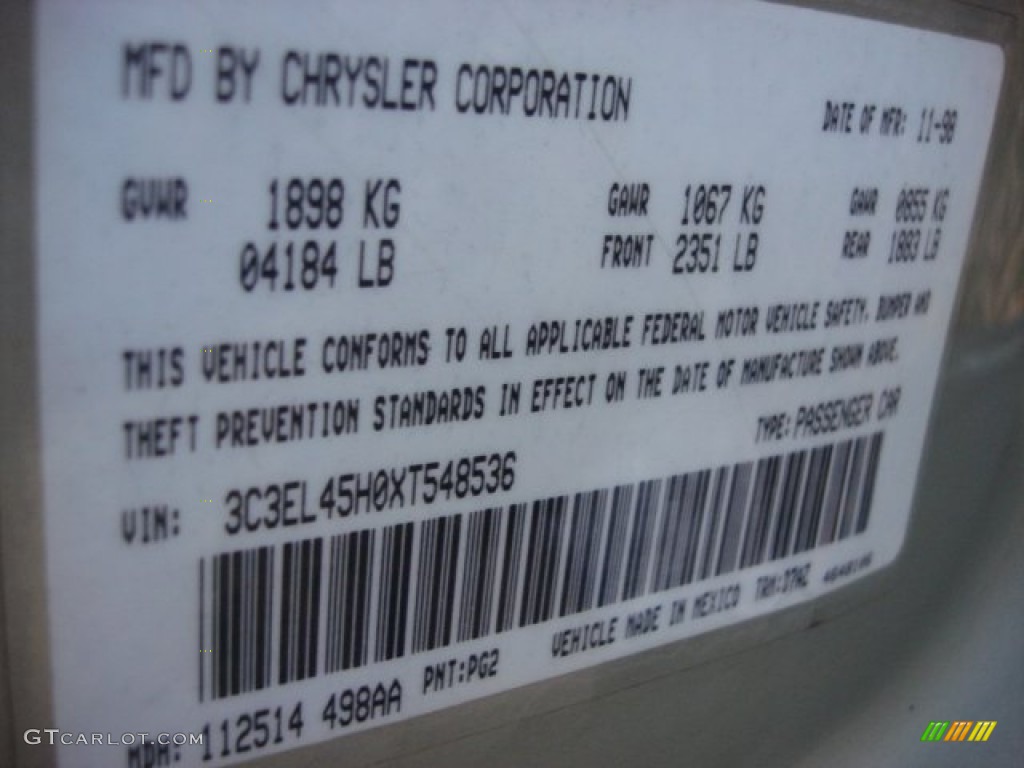 MFD BY CHRYSLER CORPORATION DATE OF MFR: 11-98
GVWR 1898 KG GAWR 1067 KG GAWR 0855 KG
04184 LB FRONT 2351 LB REAR 1883 LB
THIS VEHICLE CONFORMS TO ALL APPLICABLE FEDERAL MOTOR VEHICLE SAFETY, BUMPER AND
THEFT PREVENTION STANDARDS IN EFFECT ON THE DATE OF MANUFACTURE SHOWN ABOVE.
TYPE: PASSENGER CAR
VIN: 3C3EL45H0XT548536
VEHICLE MADE IN MEXICO TRM:
MDH: 112514 498AA PNT:PG2
GTCARLOT.COM